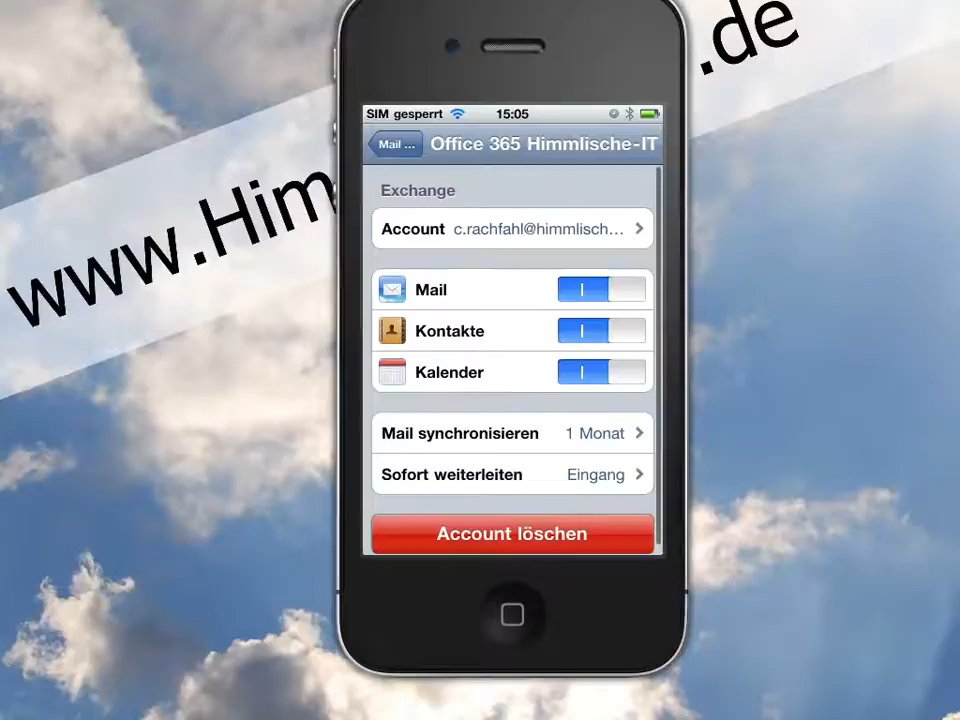 www.Him
.de
SIM gesperrt
15:05
Mail ...
Office 365 Himmlische-IT
Exchange
Account c.rachfahl@himmlisch...
Mail
Kontakte
Kalender
Mail synchronisieren 1 Monat
Sofort weiterleiten Eingang
Account löschen